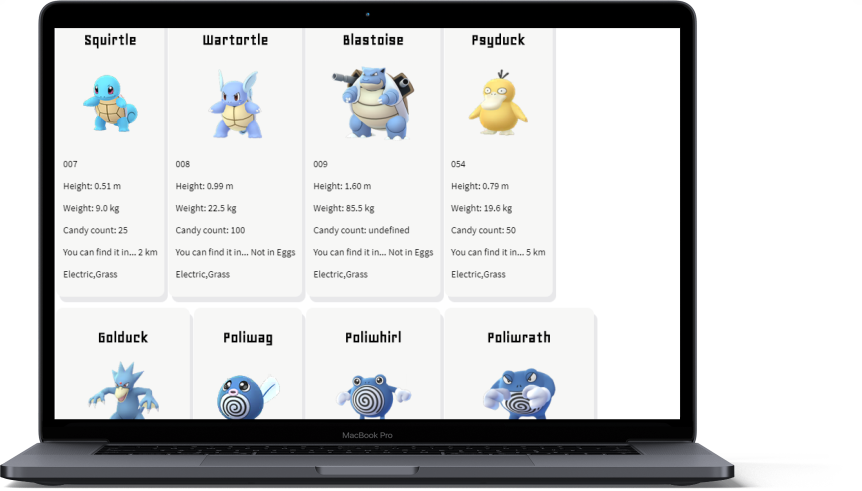 Squirtle
Wartortle
Blastoise
Psyduck
007
008
009
054
Height: 0.51 m
Height: 0.99 m
Height: 1.60 m
Height: 0.79 m
Weight: 9.0 kg
Weight: 22.5 kg
Weight: 85.5 kg
Weight: 19.6 kg
Candy count: 25
Candy count: 100
Candy count: undefined
Candy count: 50
You can find it in... 2 km
You can find it in... Not in Eggs
You can find it in... Not in Eggs
You can find it in... 5 km
Electric,Grass
Electric,Grass
Electric,Grass
Electric,Grass
Golduck
Poliwag
Poliwhirl
Poliwrath
MacBook Pro